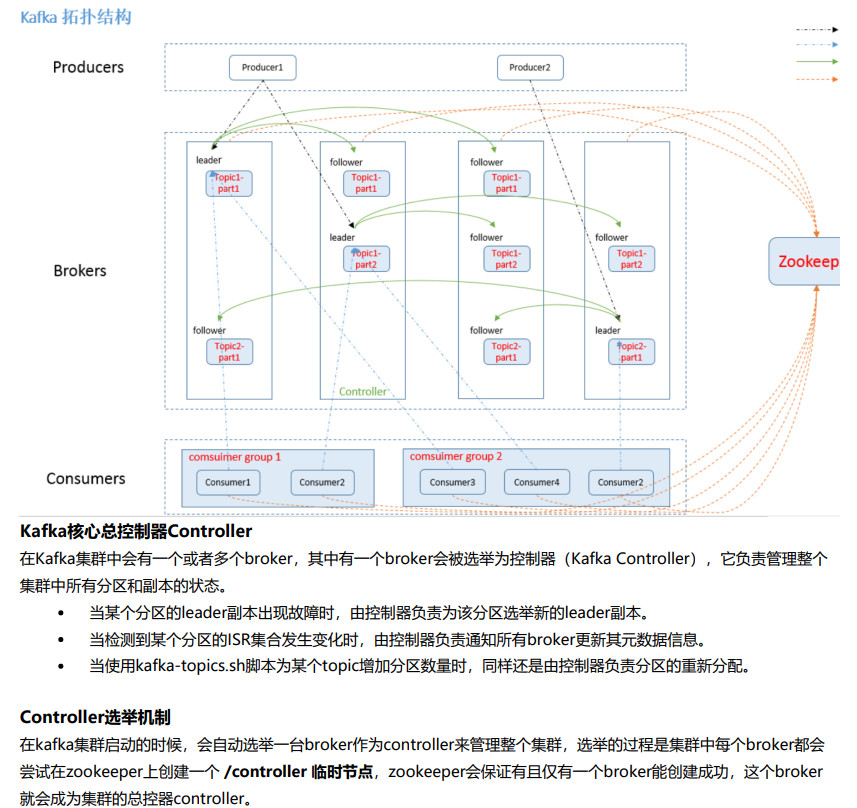 Kafka 拓扑结构
Producers
Producer1
Producer2
leader
Topic1-
part1
follower
Topic1-
part1
follower
Topic1-
part1
Brokers
leader
Topic1-
part2
follower
Topic1-
part2
follower
Topic1-
part2
Zookeep
follower
Topic2-
part1
follower
Topic2-
part1
leader
Topic2-
part1
Controller
Consumers
comsuimer group 1
Consumer1
Consumer2
comsuimer group 2
Csonumer3
Consumer4
Consumer2
Kafka核心总控制器Controller
在Kafka集群中会有一个或者多个broker，其中有一个broker会被选举为控制器（Kafka Controller），它负责管理整个
集群中所有分区和副本的状态。
• 当某个分区的leader副本出现故障时，由控制器负责为该分区选举新的leader副本。
• 当检测到某个分区的ISR集合发生变化时，由控制器负责通知所有broker更新其元数据信息。
• 当使用kafka-topics.sh脚本为某个topic增加分区数量时，同样还是由控制器负责分区的重新分配。
Controller选举机制
在kafka集群启动的时候，会自动选举一台broker作为controller来管理整个集群，选举的过程是集群中每个broker都会
尝试在zookeeper上创建一个 /controller 临时节点，zookeeper会保证有且仅有一个broker能创建成功，这个broker
就会成为集群的总控器controller。